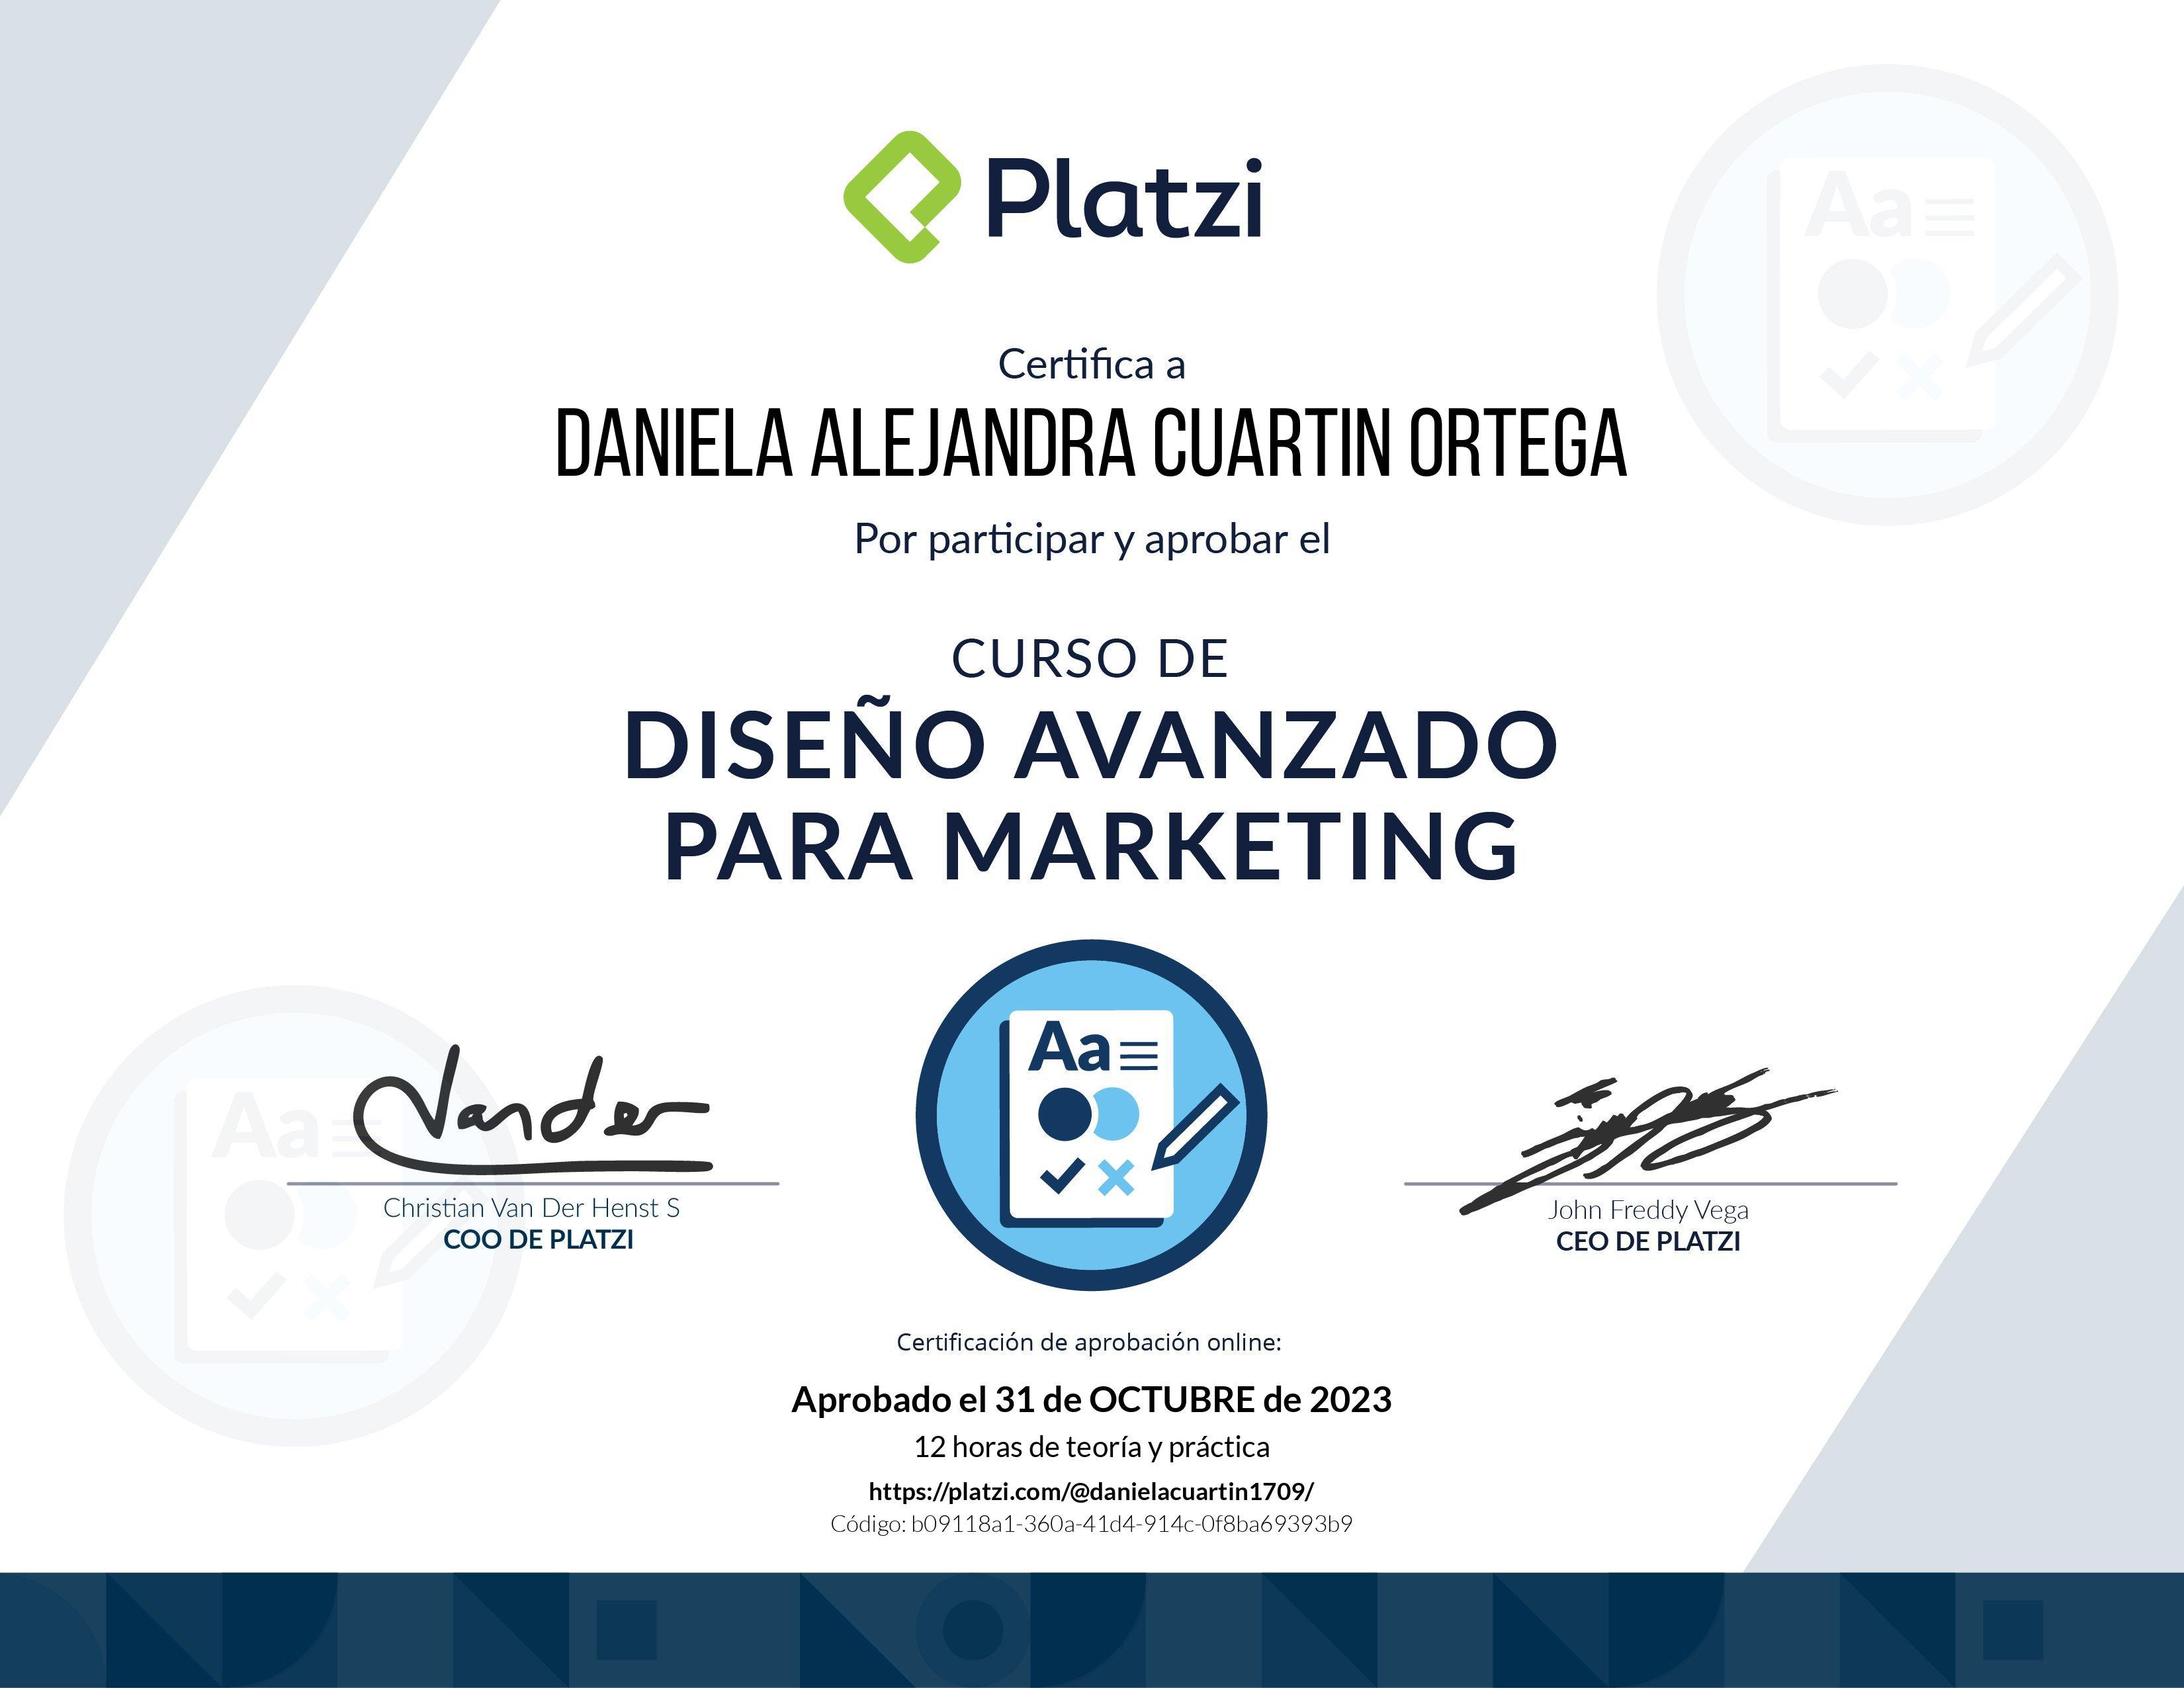 Platzi
Certifica a
DANIELA ALEJANDRA CUARTIN ORTEGA
Por participar y aprobar el
CURSO DE
DISEÑO AVANZADO
PARA MARKETING
Aa
Aa
Aa
Vander
Christian Van Der Henst S
COO DE PLATZI
John Freddy Vega
CEO DE PLATZI
Certificación de aprobación online:
Aprobado el 31 de OCTUBRE de 2023
12 horas de teoría y práctica
https://platzi.com/@danielacuartin1709/
Código: b09118a1-360a-41d4-914c-0f8ba69393b9